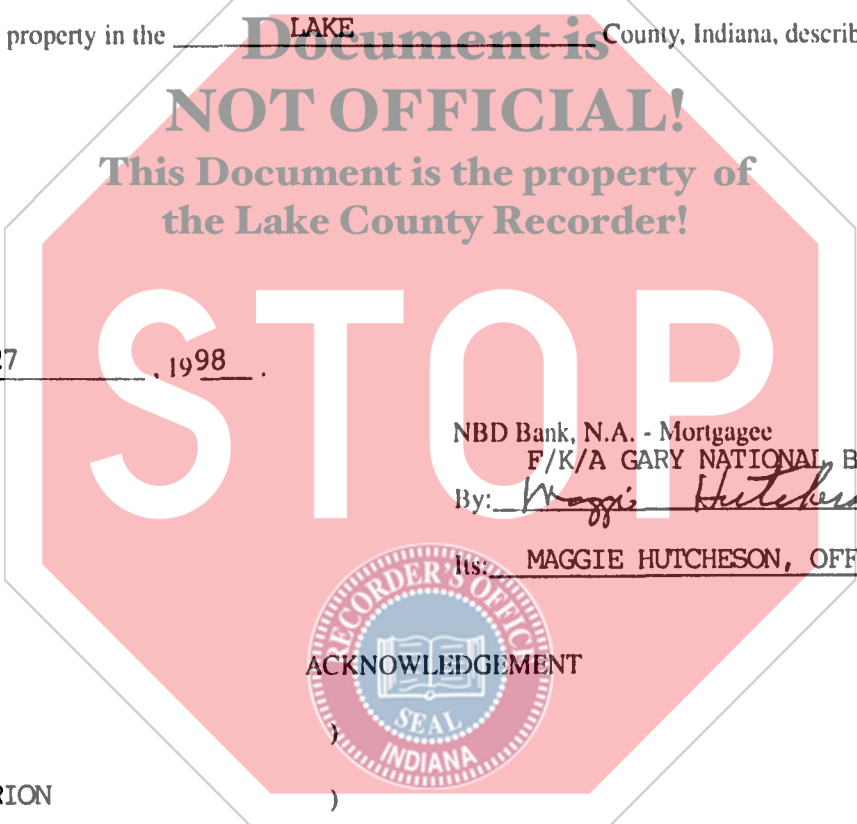 property in the LAKE County, Indiana, describ
Document is
NOT OFFICIAL!
This Document is the property of
the Lake County Recorder!
STOP
27 , 1998 .
NBD Bank, N.A. - Mortgagee
F/K/A GARY NATIONAL B
By: Maggie Hutcheso
Its: MAGGIE HUTCHESON, OFF
RECORDER'S OFFICE
ACKNOWLEDGEMENT
SEAL
)
INDIANA
RION )